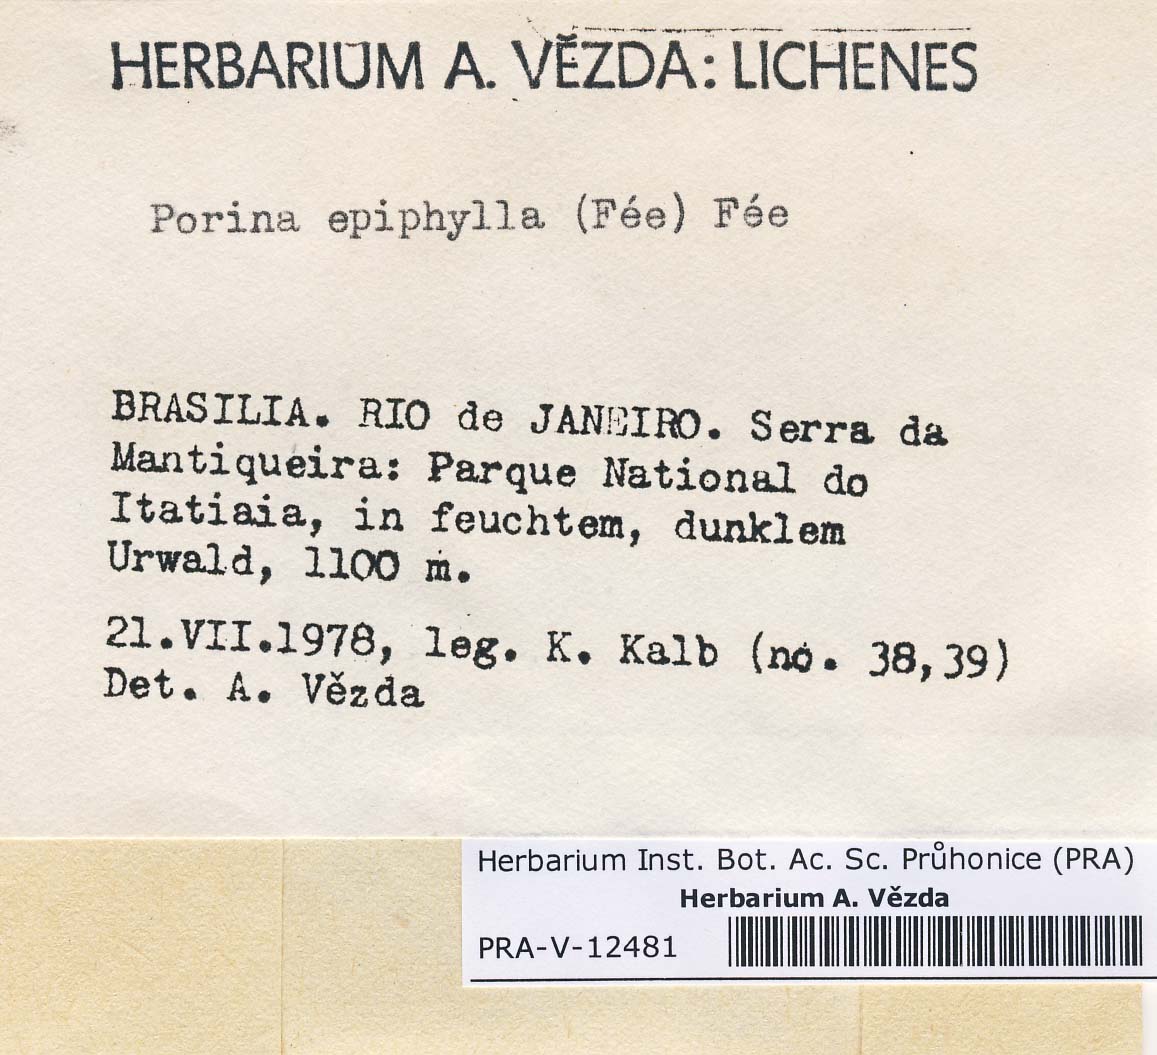 HERBARIUM A. VĚZDA: LICHENES
Porina epiphylla (Fée) Fée
BRASILIA. RIO de JANEIRO. Serra da
Mantiqueira: Parque National do
Itatiaia, in feuchtem, dunklem
Urwald, 1100 m.
21.VII.1978, leg. K. Kalb (no. 38,39)
Det. A. Vězda
Herbarium Inst. Bot. Ac. Sc. Průhonice (PRA)
Herbarium A. Vězda
PRA-V-12481